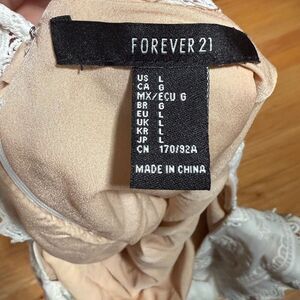 FOREVER 21
US L
CA G
MX/ECU G
BR G
EU L
UK L
KR L
JP L
CN 170/92A
MADE IN CHINA